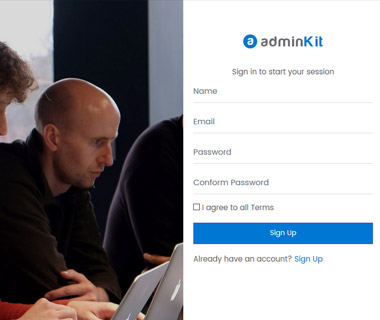 a adminKit
Sign in to start your session
Name
Email
Password
Conform Password
I agree to all Terms
Sign Up
Already have an account? Sign Up